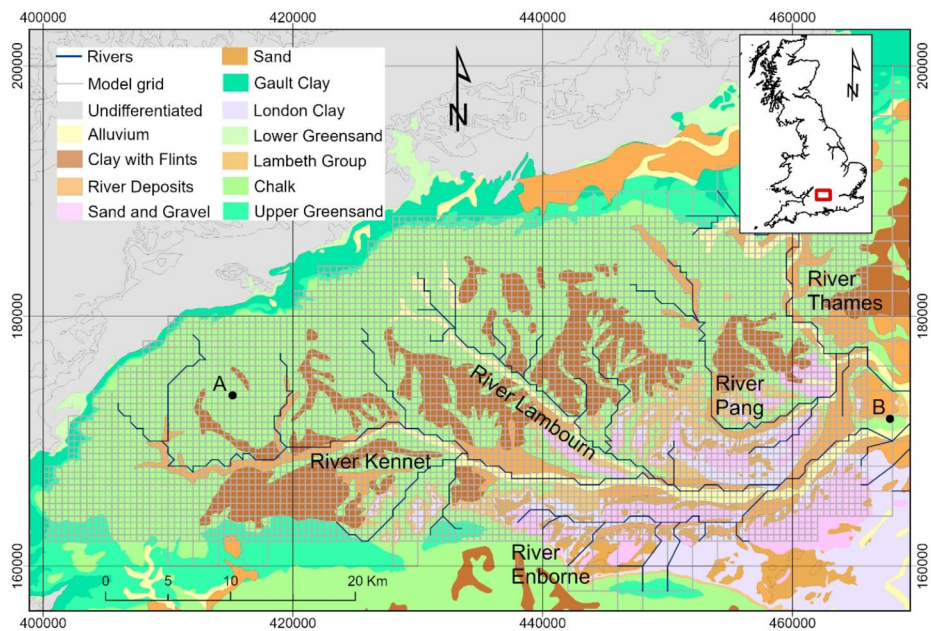 400000 420000 440000 460000
200000 200000
Rivers Sand
Model grid Gault Clay
Undifferentiated London Clay
Alluvium Lower Greensand
Clay with Flints Lambeth Group
River Deposits Chalk
Sand and Gravel Upper Greensand
N
N
River
Thames
180000 180000
A
River Lambourn
River
Pang
B
River Kennet
River
Enborne
160000 160000
0 5 10 20 Km
400000 420000 440000 460000